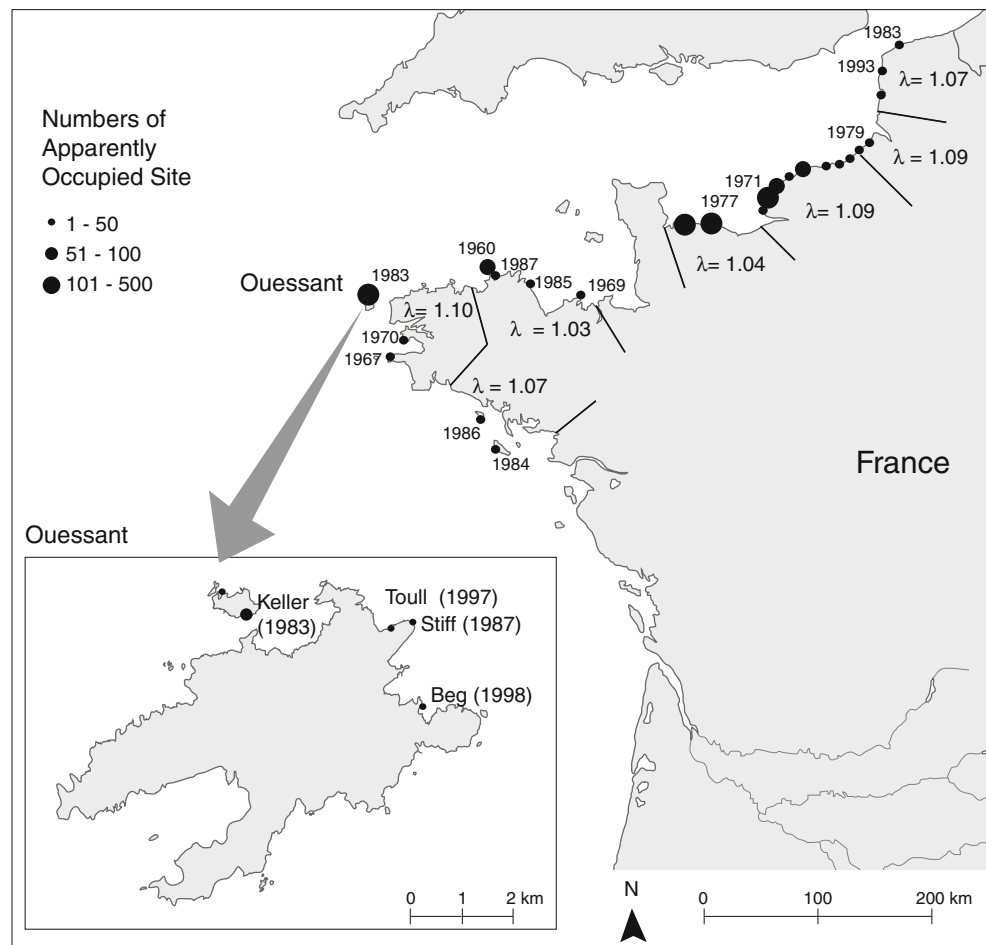 Numbers of
Apparently
Occupied Site
1 - 50
51 - 100
101 - 500
1983
1993
λ= 1.07
1979
λ= 1.09
1971
1977
λ= 1.09
λ= 1.04
1960
1987
1985
1969
Ouessant
1983
λ= 1.10
λ = 1.03
1970
1967
λ = 1.07
1986
1984
France
Ouessant
Keller
(1983)
Toull (1997)
Stiff (1987)
Beg (1998)
0 1 2 km
N
0 100 200 km